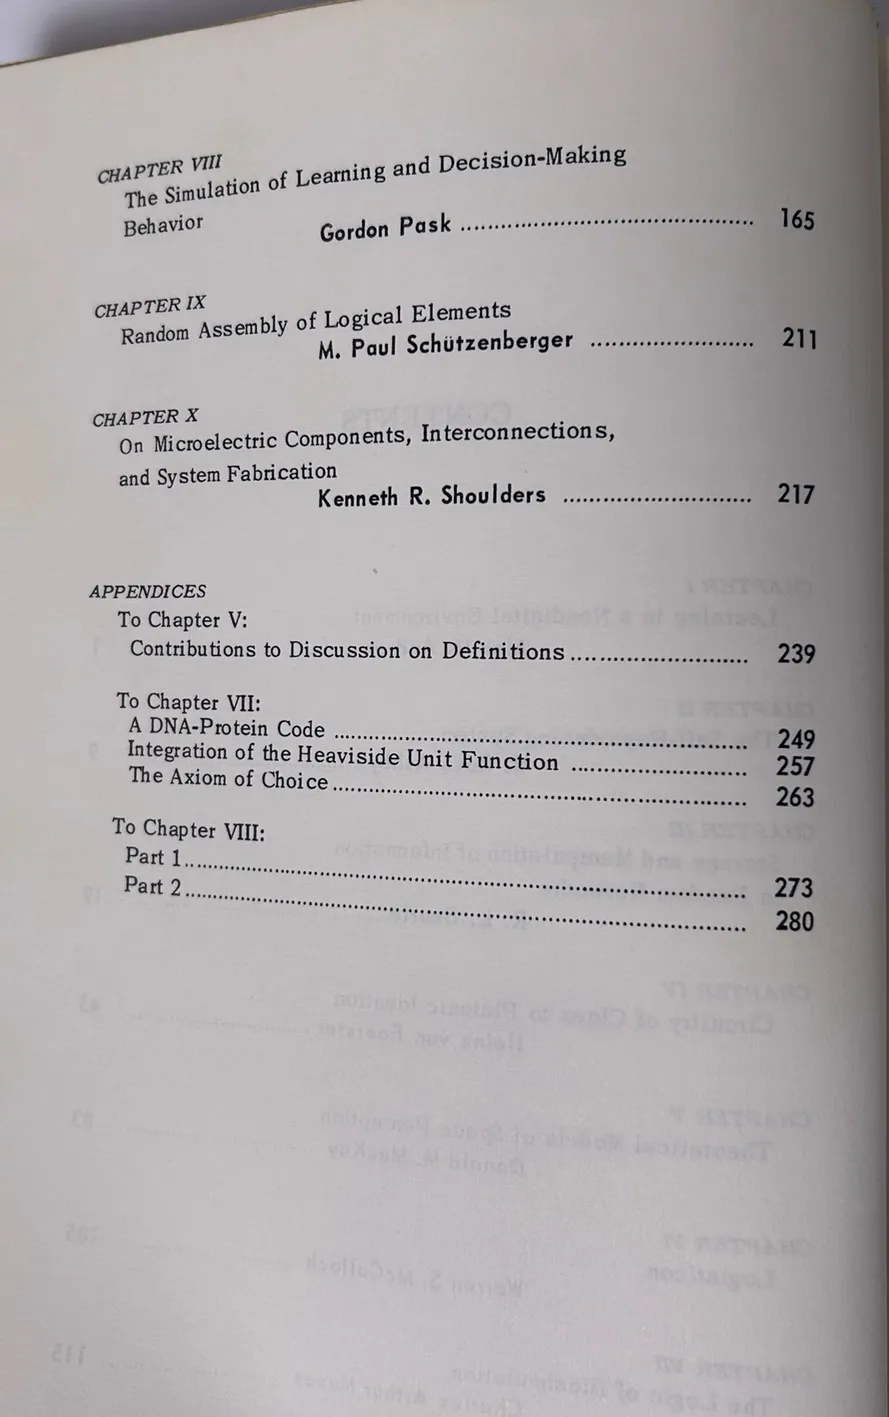 CHAPTER VIII
The Simulation of Learning and Decision-Making
Behavior
Gordon Pask ........................................... 165
CHAPTER IX
Random Assembly of Logical Elements
M. Paul Schützenberger ........................ 211
CHAPTER X
On Microelectric Components, Interconnections,
and System Fabrication
Kenneth R. Shoulders ............................ 217
APPENDICES
To Chapter V:
Contributions to Discussion on Definitions ........................... 239
To Chapter VII:
A DNA-Protein Code .............................................................. 249
Integration of the Heaviside Unit Function .......................... 257
The Axiom of Choice .............................................................. 263
To Chapter VIII:
Part 1 .................................................................................... 273
Part 2 .................................................................................... 280